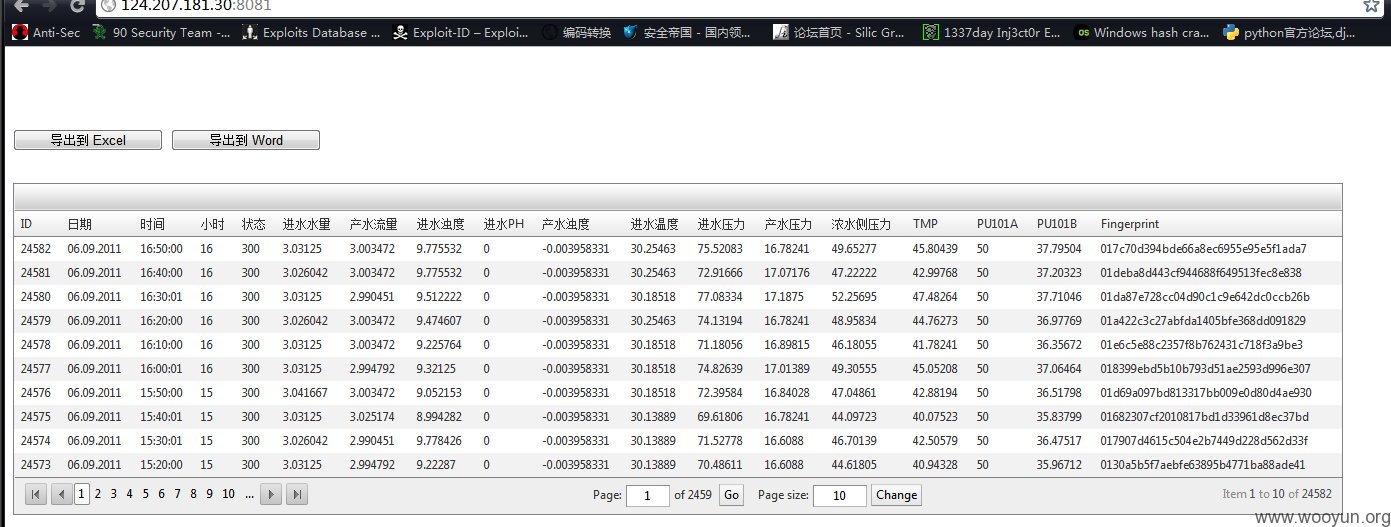 124.207.181.30:8081
Anti-Sec 90 Security Team -... Exploits Database ... Exploit-ID – Exploi... 编码转换 安全帝国 - 国内领... 论坛首页 - Silic Gr... 1337day Inj3ct0r E... Windows hash cra... python官方论坛,dj...
导出到 Excel 导出到 Word
ID 日期 时间 小时 状态 进水水量 产水流量 进水浊度 进水PH 产水浊度 进水温度 进水压力 产水压力 浓水侧压力 TMP PU101A PU101B Fingerprint
24582 06.09.2011 16:50:00 16 300 3.03125 3.003472 9.775532 0 -0.003958331 30.25463 75.52083 16.78241 49.65277 45.80439 50 37.79504 017c70d394bde66a8ec6955e95e5f1ada7
24581 06.09.2011 16:40:00 16 300 3.026042 3.003472 9.775532 0 -0.003958331 30.25463 72.91666 17.07176 47.22222 42.99768 50 37.20323 01deba8d443cf944688f649513fec8e838
24580 06.09.2011 16:30:01 16 300 3.03125 2.990451 9.512222 0 -0.003958331 30.18518 77.08334 17.1875 52.25695 47.48264 50 37.71046 01da87e728cc04d90c1c9e642dc0ccb26b
24579 06.09.2011 16:20:00 16 300 3.026042 3.003472 9.474607 0 -0.003958331 30.25463 74.13194 16.78241 48.95834 44.76273 50 36.97769 01a422c3c27abfda1405bfe368dd091829
24578 06.09.2011 16:10:00 16 300 3.03125 3.003472 9.225764 0 -0.003958331 30.18518 71.18056 16.89815 46.18055 41.78241 50 36.35672 01e6c5e88c2357f8b762431c718f3a9be3
24577 06.09.2011 16:00:01 16 300 3.03125 2.994792 9.32125 0 -0.003958331 30.18518 74.82639 17.01389 49.30555 45.05208 50 37.06464 018399ebd5b10b793d51ae2593d996e307
24576 06.09.2011 15:50:00 15 300 3.041667 3.003472 9.052153 0 -0.003958331 30.18518 72.39584 16.84028 47.04861 42.88194 50 36.51798 01d69a097bd813317bb009e0d80d4ae930
24575 06.09.2011 15:40:01 15 300 3.03125 3.025174 8.994282 0 -0.003958331 30.13889 69.61806 16.78241 44.09723 40.07523 50 35.83799 01682307cf2010817bd1d33961d8ec37bd
24574 06.09.2011 15:30:01 15 300 3.026042 2.990451 9.778426 0 -0.003958331 30.13889 71.52778 16.6088 46.70139 42.50579 50 36.47517 017907d4615c504e2b7449d228d562d33f
24573 06.09.2011 15:20:00 15 300 3.03125 2.994792 9.22287 0 -0.003958331 30.13889 70.48611 16.6088 44.61805 40.94328 50 35.96712 0130a5b5f7aebfe63895b4771ba88ade41
1 2 3 4 5 6 7 8 9 10 ... Page: 1 of 2459 Go Page size: 10 Change Item 1 to 10 of 24582
www.wooyun.org